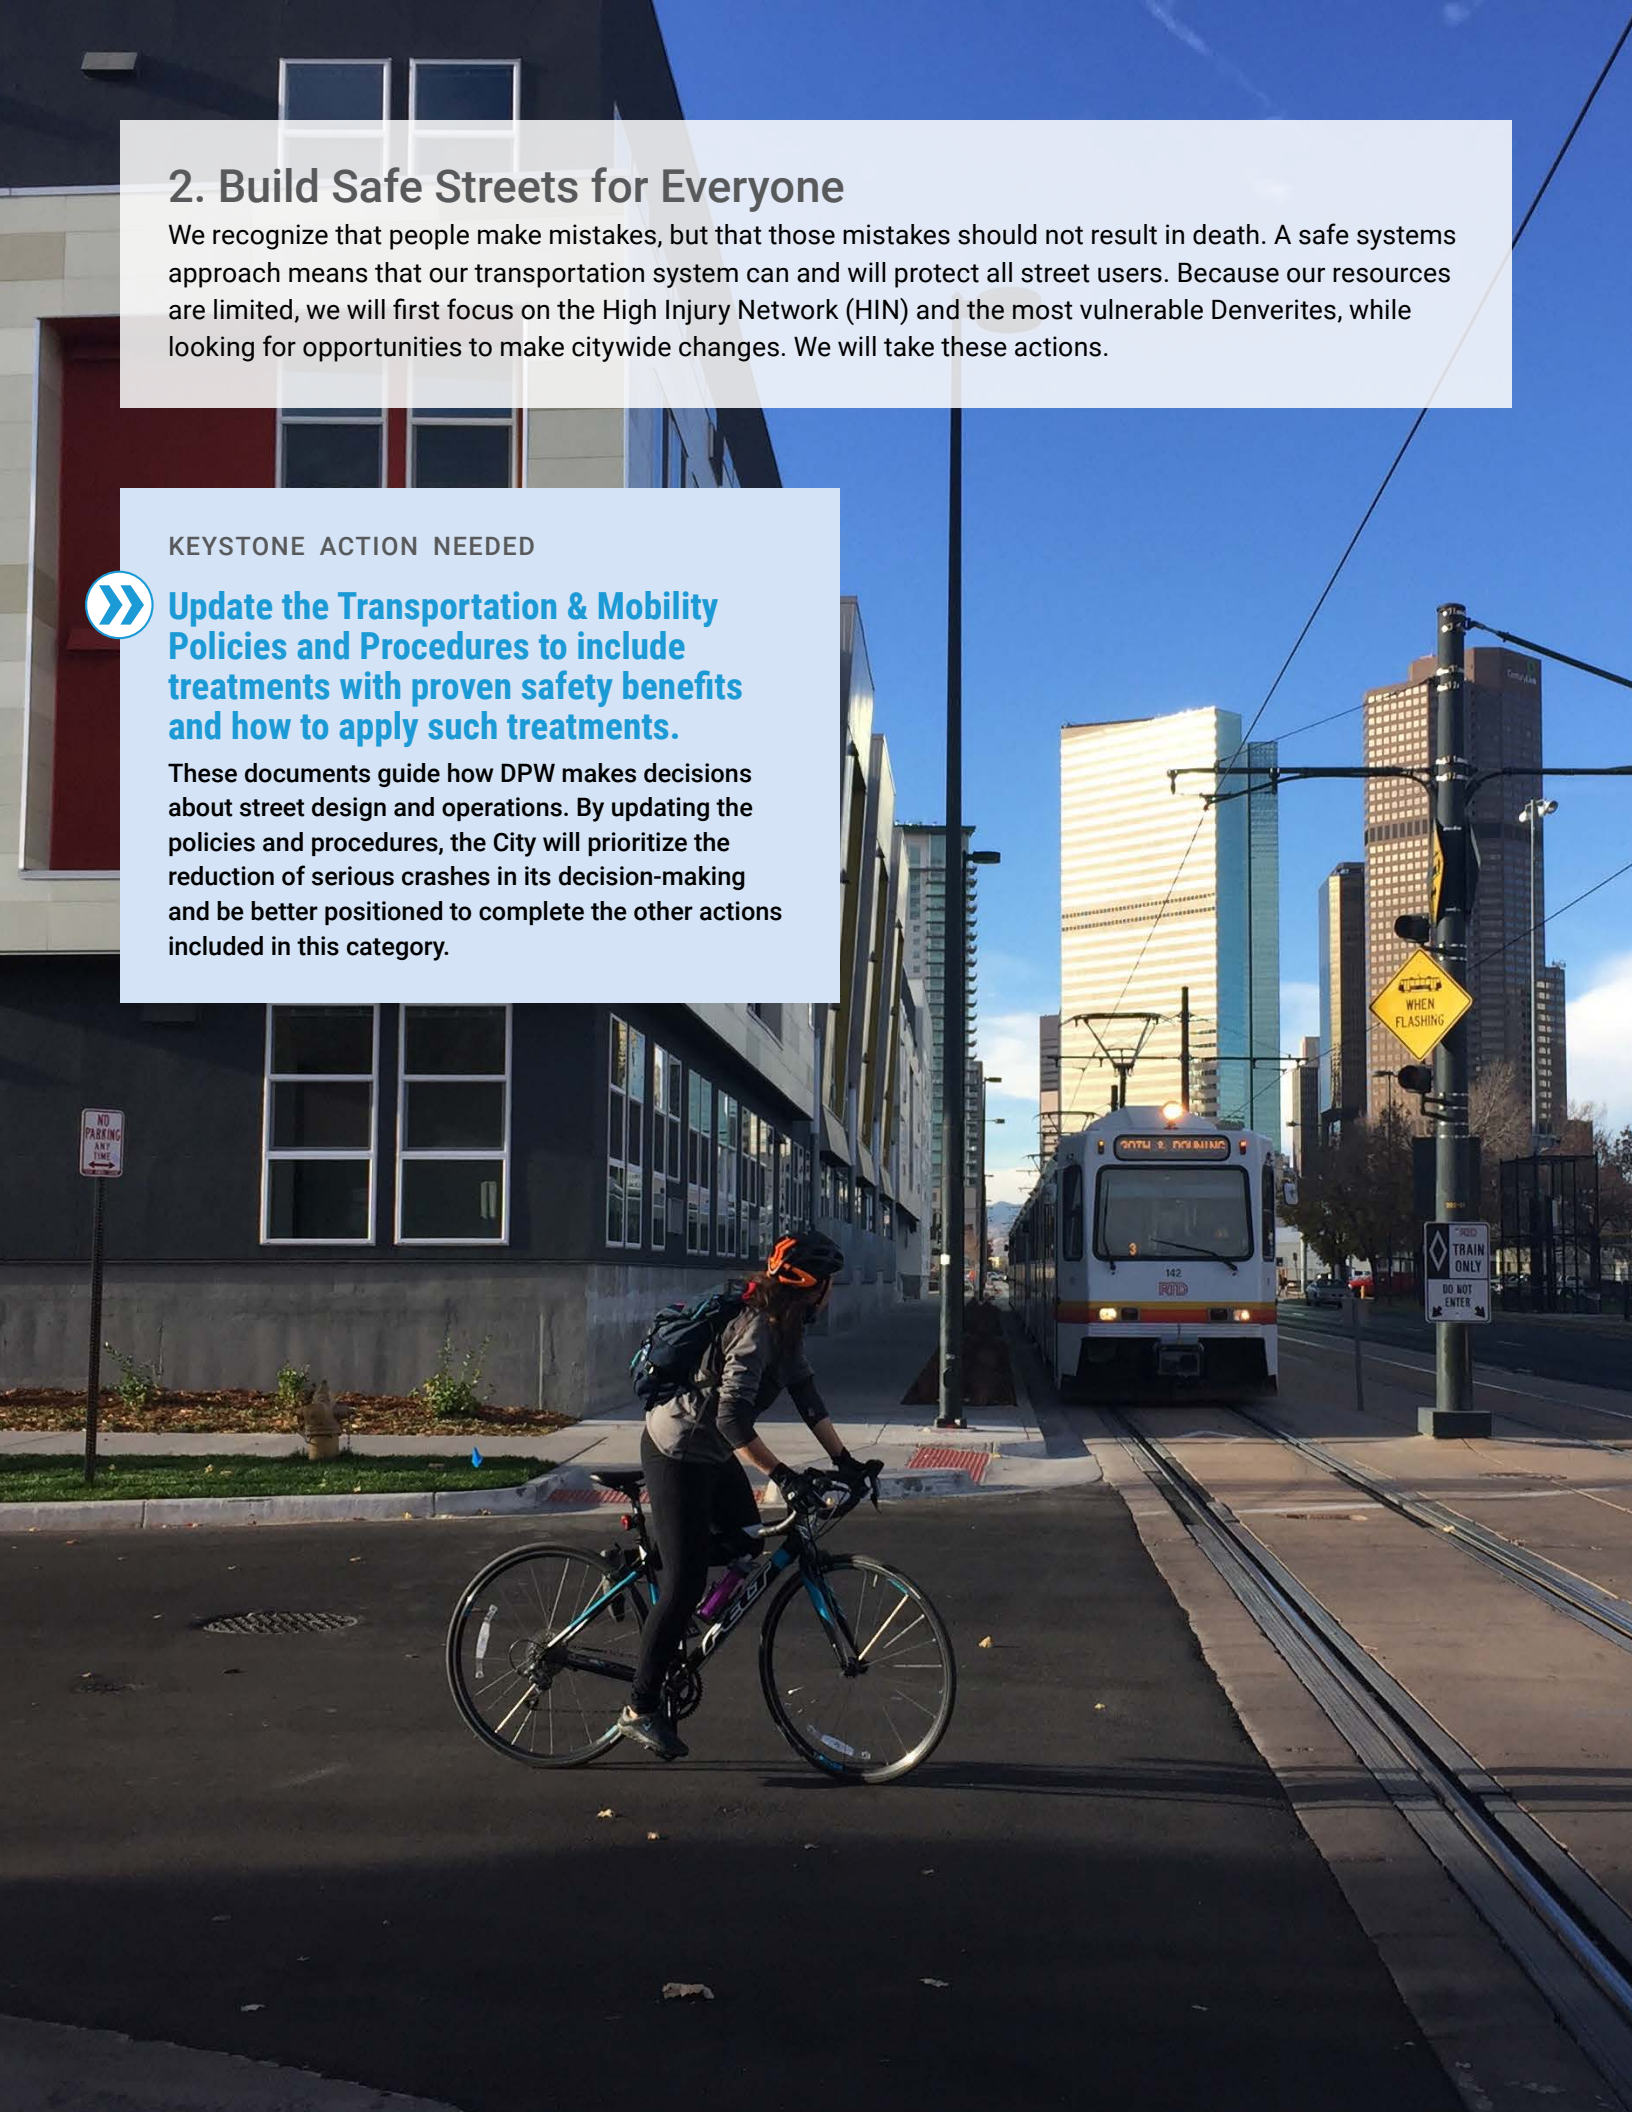 2. Build Safe Streets for Everyone
We recognize that people make mistakes, but that those mistakes should not result in death. A safe systems
approach means that our transportation system can and will protect all street users. Because our resources
are limited, we will first focus on the High Injury Network (HIN) and the most vulnerable Denverites, while
looking for opportunities to make citywide changes. We will take these actions.
KEYSTONE ACTION NEEDED
Update the Transportation & Mobility
Policies and Procedures to include
treatments with proven safety benefits
and how to apply such treatments.
These documents guide how DPW makes decisions
about street design and operations. By updating the
policies and procedures, the City will prioritize the
reduction of serious crashes in its decision-making
and be better positioned to complete the other actions
included in this category.
CenturyLink
WHEN
FLASHING
NO
PARKING
ANY
TIME
30TH & DOWNING
3
142
RTD
RTD
TRAIN
ONLY
DO NOT
ENTER
FELT